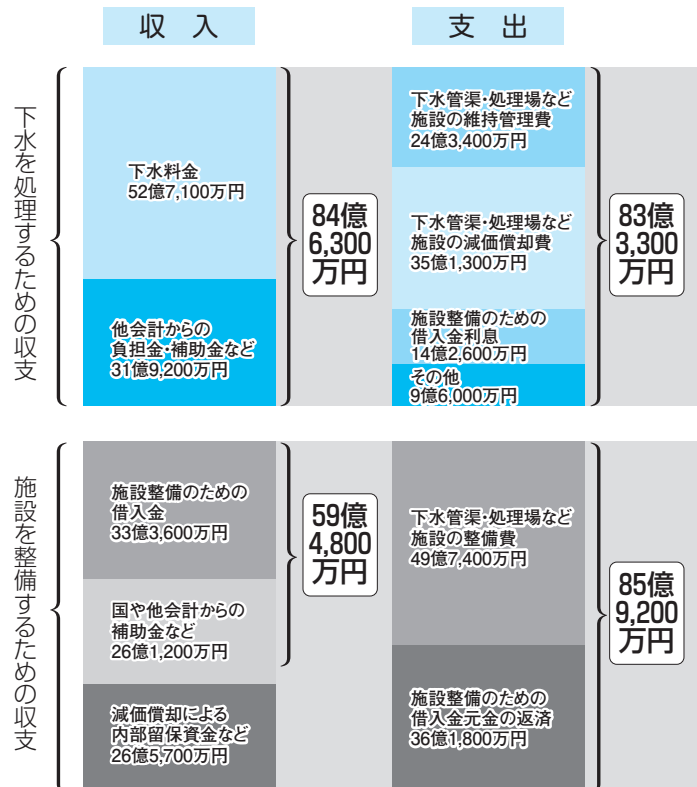 収 入
支 出
下水を処理するための収支
下水料金
52億7,100万円
他会計からの
負担金・補助金など
31億9,200万円
84億
6,300
万円
下水管渠・処理場など
施設の維持管理費
24億3,400万円
下水管渠・処理場など
施設の減価償却費
35億1,300万円
施設整備のための
借入金利息
14億2,600万円
その他
9億6,000万円
83億
3,300
万円
施設を整備するための収支
施設整備のための
借入金
33億3,600万円
国や他会計からの
補助金など
26億1,200万円
減価償却による
内部留保資金など
26億5,700万円
59億
4,800
万円
下水管渠・処理場など
施設の整備費
49億7,400万円
施設整備のための
借入金元金の返済
36億1,800万円
85億
9,200
万円